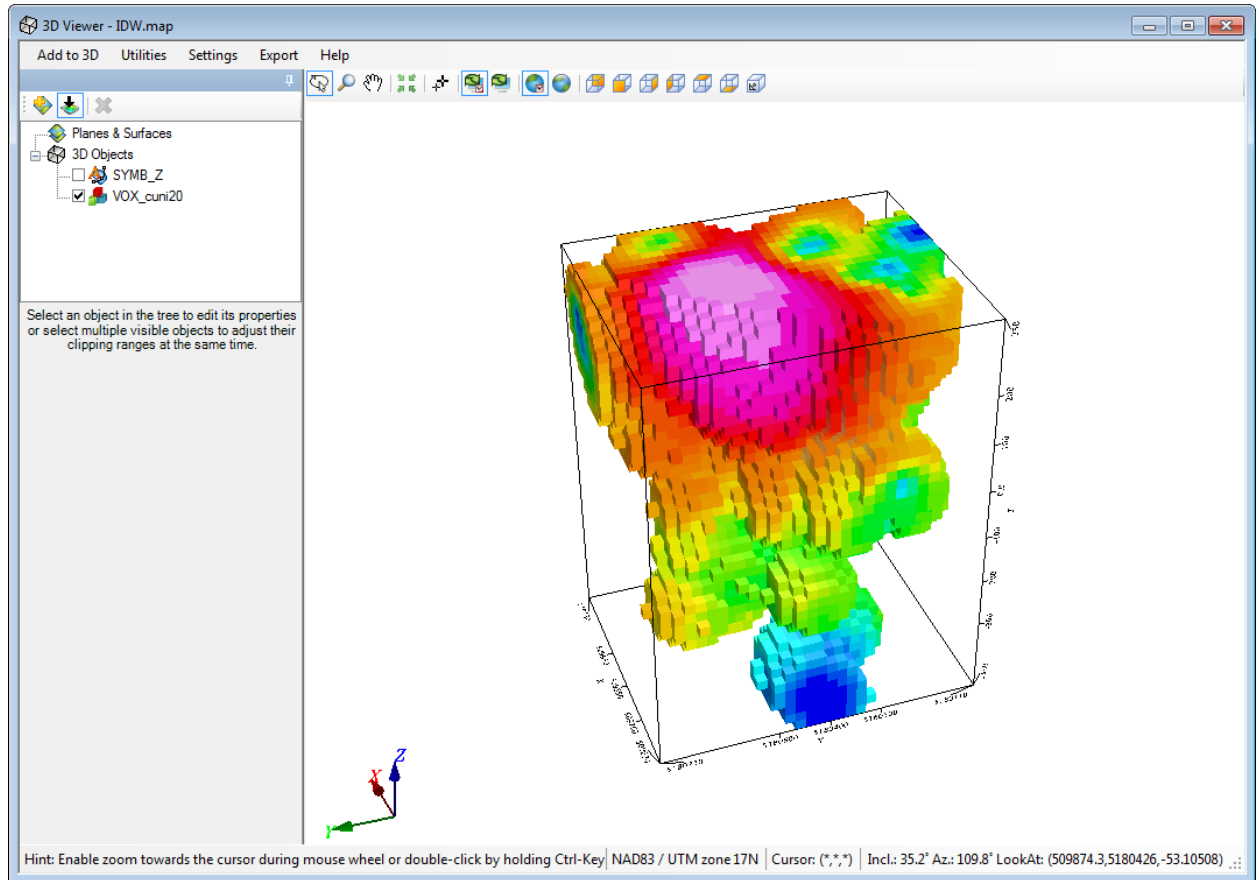 3D Viewer - IDW.map
Add to 3D Utilities Settings Export Help
Planes & Surfaces
3D Objects
SYMB_Z
VOX_cuni20
Select an object in the tree to edit its properties
or select multiple visible objects to adjust their
clipping ranges at the same time.
Z
X
Y
Hint: Enable zoom towards the cursor during mouse wheel or double-click by holding Ctrl-Key NAD83 / UTM zone 17N Cursor: (*,*,*) Incl.: 35.2° Az.: 109.8° LookAt: (509874.3,5180426,-53.10508)